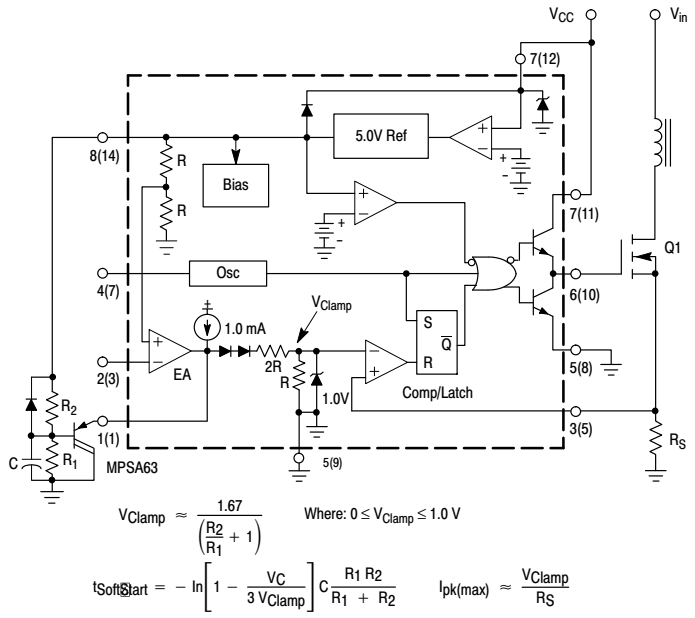 VCC
Vin
7(12)
5.0V Ref
+
−
+
-
8(14)
R
Bias
R
+
−
+
-
7(11)
Q1
4(7)
Osc
6(10)
VClamp
+
1.0 mA
S
Q
R
5(8)
2(3)
+
−
EA
2R
R
1.0V
−
+
Comp/Latch
3(5)
R2
1(1)
RS
C
R1
MPSA63
5(9)
VClamp ≈ 1.67 / (R2/R1 + 1) Where: 0 ≤ VClamp ≤ 1.0 V
tSoftStart = − ln[1 − VC / 3 VClamp] C R1 R2 / R1 + R2 Ipk(max) ≈ VClamp / RS